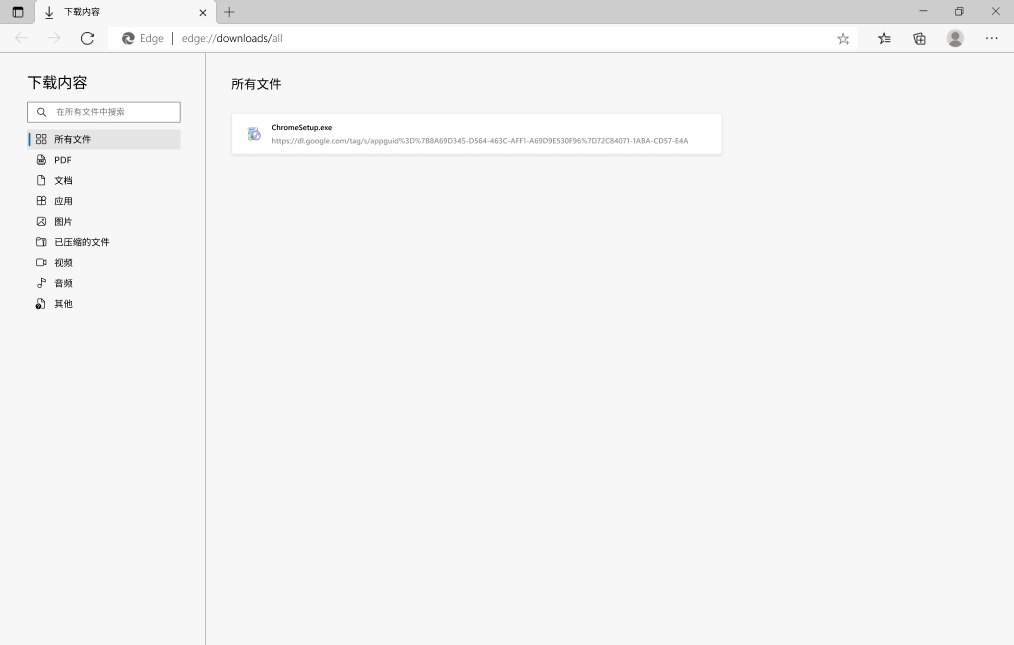 下载内容
Edge
edge://downloads/all
下载内容
在所有文件中搜索
所有文件
PDF
文档
应用
图片
已压缩的文件
视频
音频
其他
所有文件
ChromeSetup.exe
https://dl.google.com/tag/s/appguid%3D%7B8A69D345-D564-463C-AFF1-A69D9E530F96%7D72C84071-1ABA-CD57-E4A